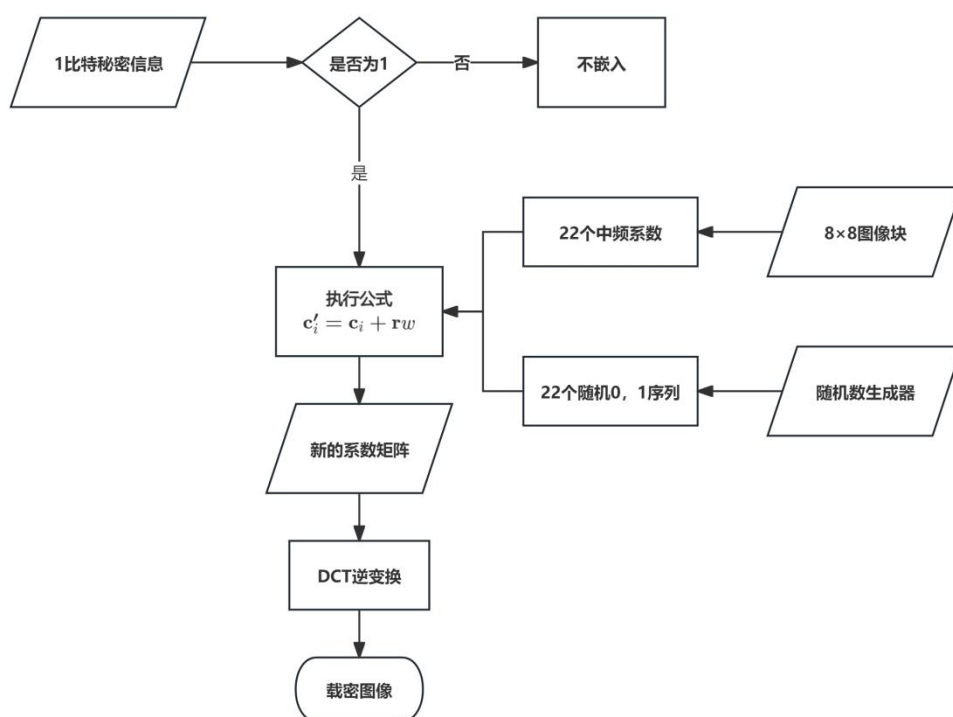 1比特秘密信息
是否为1
否
不嵌入
是
22个中频系数
8×8图像块
执行公式
c′ᵢ = cᵢ + rw
22个随机0，1序列
随机数生成器
新的系数矩阵
DCT逆变换
载密图像